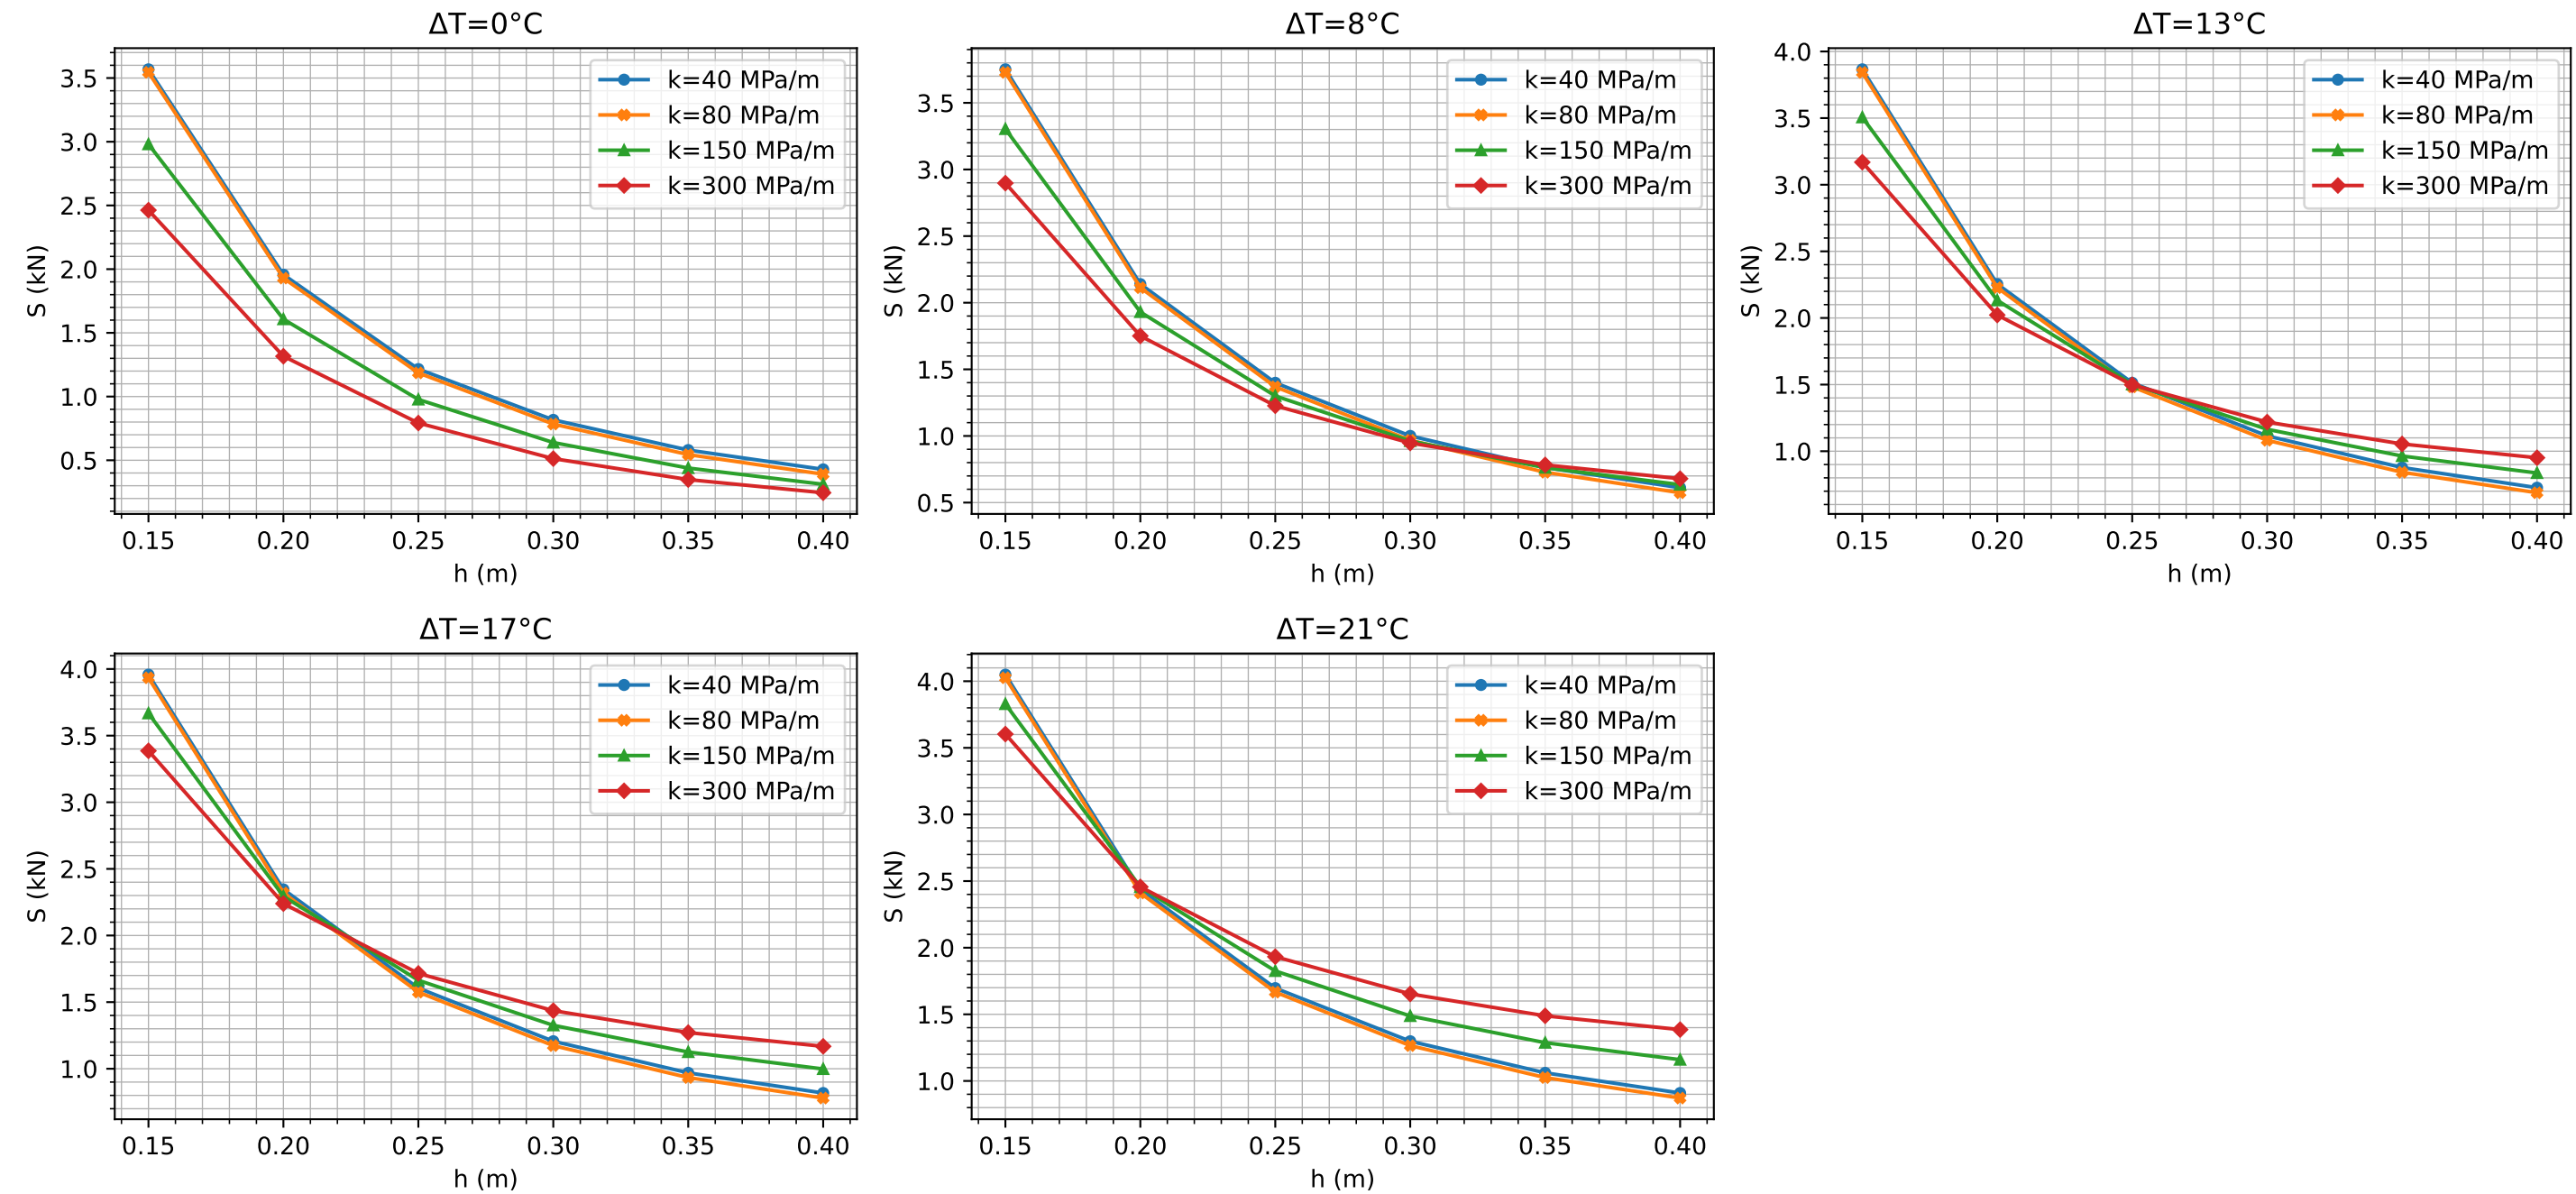 ΔT=0°C
S (kN)
3.5
3.0
2.5
2.0
1.5
1.0
0.5
k=40 MPa/m
k=80 MPa/m
k=150 MPa/m
k=300 MPa/m
0.15 0.20 0.25 0.30 0.35 0.40
h (m)
ΔT=8°C
S (kN)
3.5
3.0
2.5
2.0
1.5
1.0
0.5
k=40 MPa/m
k=80 MPa/m
k=150 MPa/m
k=300 MPa/m
0.15 0.20 0.25 0.30 0.35 0.40
h (m)
ΔT=13°C
S (kN)
4.0
3.5
3.0
2.5
2.0
1.5
1.0
k=40 MPa/m
k=80 MPa/m
k=150 MPa/m
k=300 MPa/m
0.15 0.20 0.25 0.30 0.35 0.40
h (m)
ΔT=17°C
S (kN)
4.0
3.5
3.0
2.5
2.0
1.5
1.0
k=40 MPa/m
k=80 MPa/m
k=150 MPa/m
k=300 MPa/m
0.15 0.20 0.25 0.30 0.35 0.40
h (m)
ΔT=21°C
S (kN)
4.0
3.5
3.0
2.5
2.0
1.5
1.0
k=40 MPa/m
k=80 MPa/m
k=150 MPa/m
k=300 MPa/m
0.15 0.20 0.25 0.30 0.35 0.40
h (m)